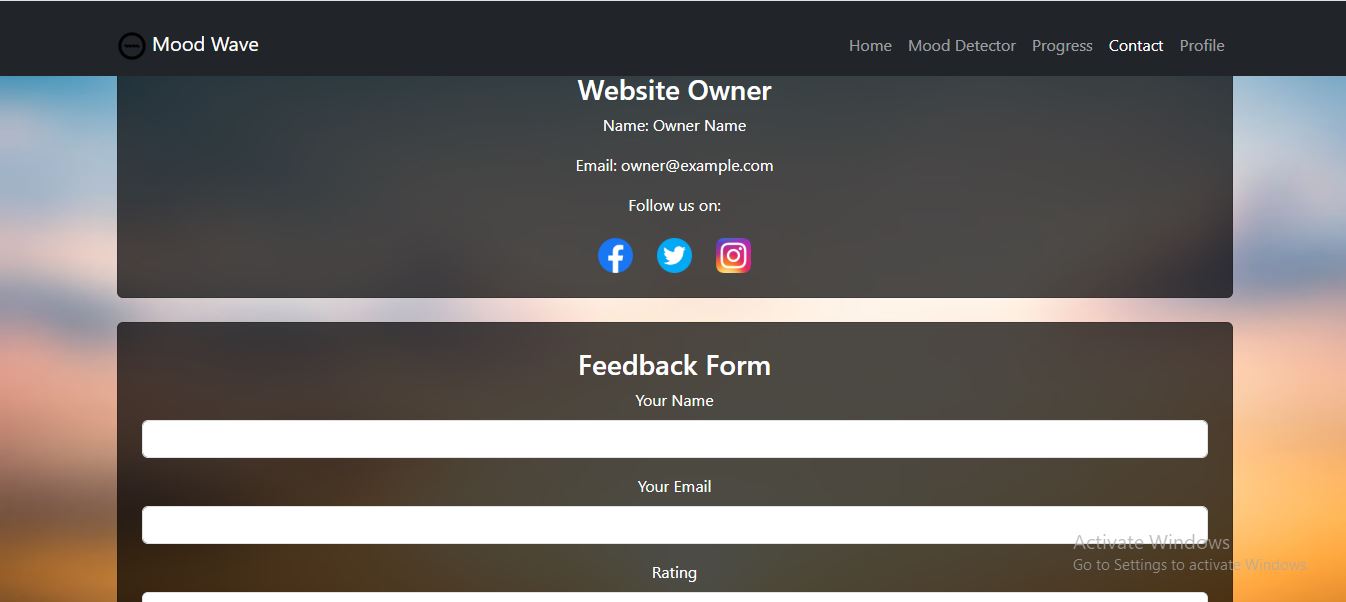 Mood Wave
Home Mood Detector Progress Contact Profile
Website Owner
Name: Owner Name
Email: owner@example.com
Follow us on:
Feedback Form
Your Name
Your Email
Rating
Activate Windows
Go to Settings to activate Windows.